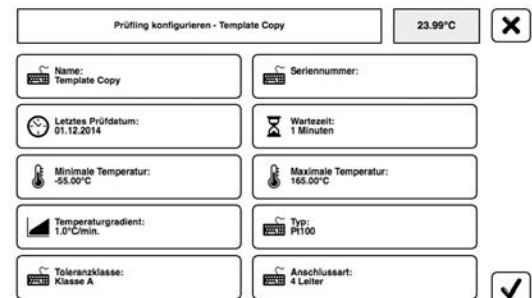 Prüfling konfigurieren - Template Copy
23.99°C
Name:
Template Copy
Seriennummer:
Letztes Prüfdatum:
01.12.2014
Wartezeit:
1 Minuten
Minimale Temperatur:
-55.00°C
Maximale Temperatur:
165.00°C
Temperaturgradient:
1.0°C/min.
Typ:
Pt100
Toleranzklasse:
Klasse A
Anschlussart:
4 Leiter